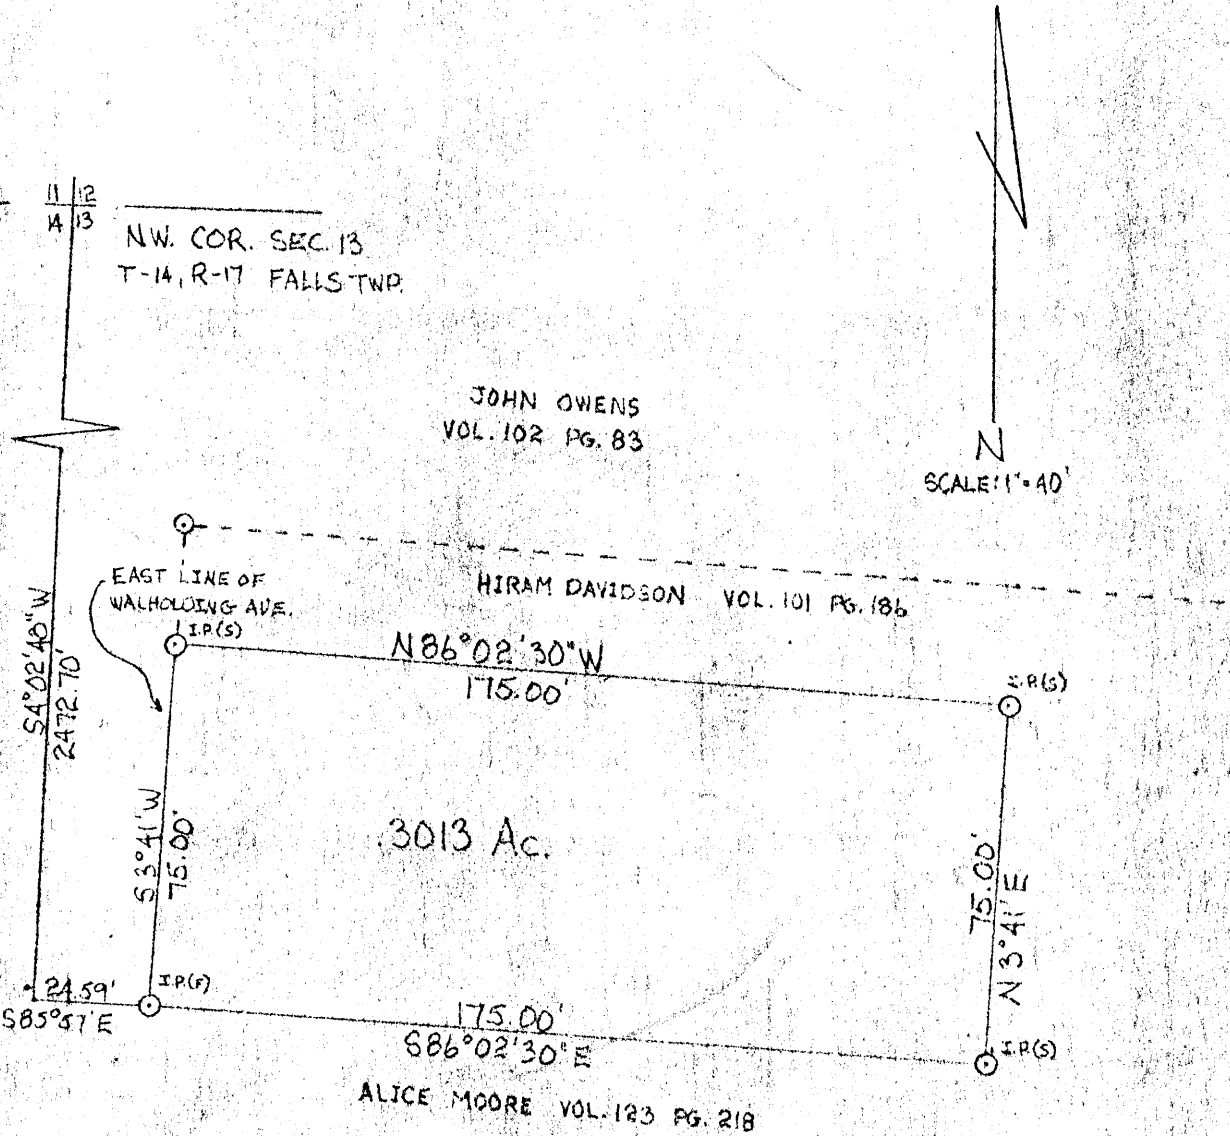 11 12
14 13
N.W. COR. SEC. 13
T-14, R-17 FALLS TWP.
JOHN OWENS
VOL. 102 PG. 83
N
SCALE: 1"=40'
EAST LINE OF
WALHOLDING AVE.
HIRAM DAVIDSON VOL. 101 PG. 186
I.P.(S)
N86°02'30"W
175.00'
I.P.(S)
S4°02'40"W
2472.70'
S3°41'W
75.00'
.3013 Ac.
75.00'
N3°41'E
24.59'
S85°57'E
I.P.(F)
175.00'
S86°02'30"E
I.P.(S)
ALICE MOORE VOL. 123 PG. 218